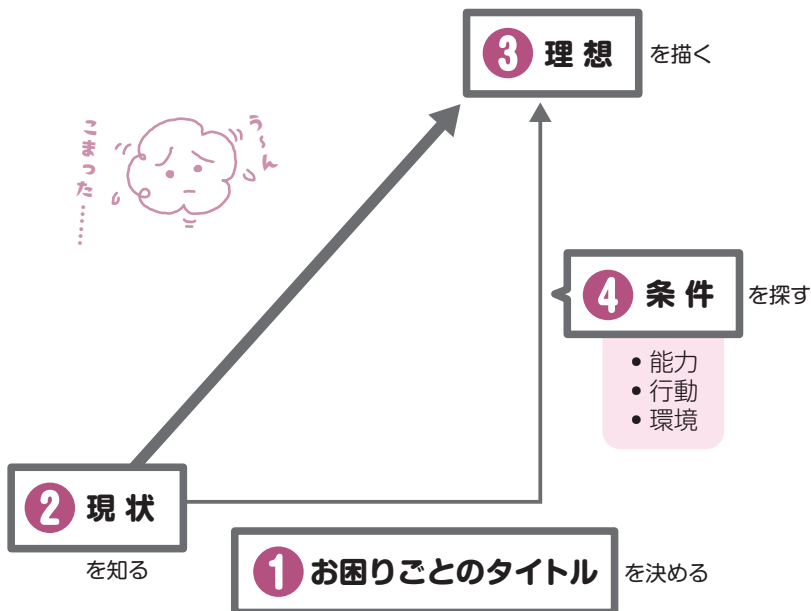 3 理想 を描く
う〜ん
こまった……
4 条件 を探す
• 能力
• 行動
• 環境
2 現状
を知る
1 お困りごとのタイトル を決める